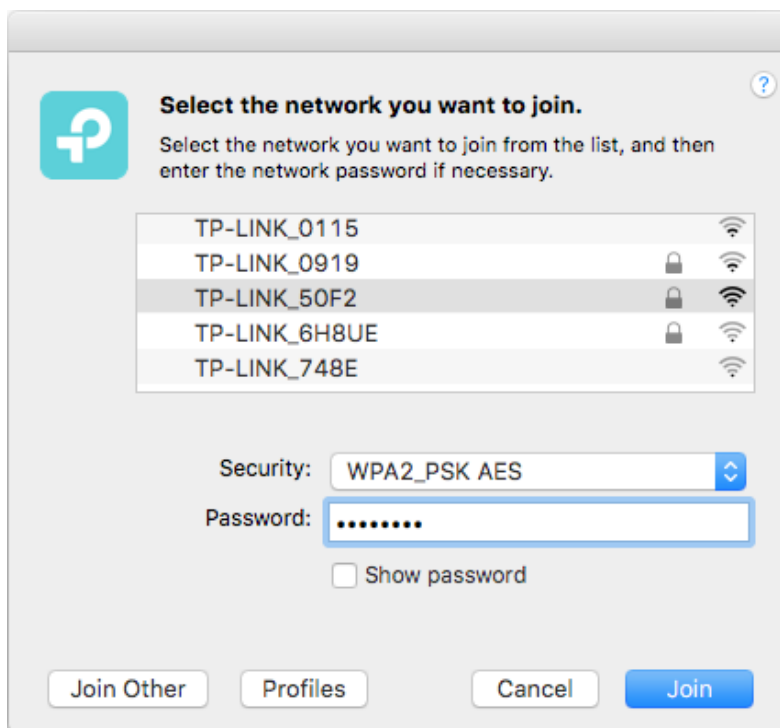 ?
Select the network you want to join.
Select the network you want to join from the list, and then
enter the network password if necessary.
TP-LINK_0115
TP-LINK_0919
TP-LINK_50F2
TP-LINK_6H8UE
TP-LINK_748E
Security: WPA2_PSK AES
Password: ••••••••
Show password
Join Other Profiles Cancel Join